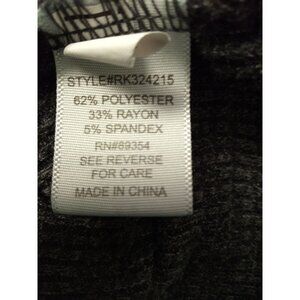 STYLE#RK324215
62% POLYESTER
33% RAYON
5% SPANDEX
RN#89354
SEE REVERSE
FOR CARE
MADE IN CHINA